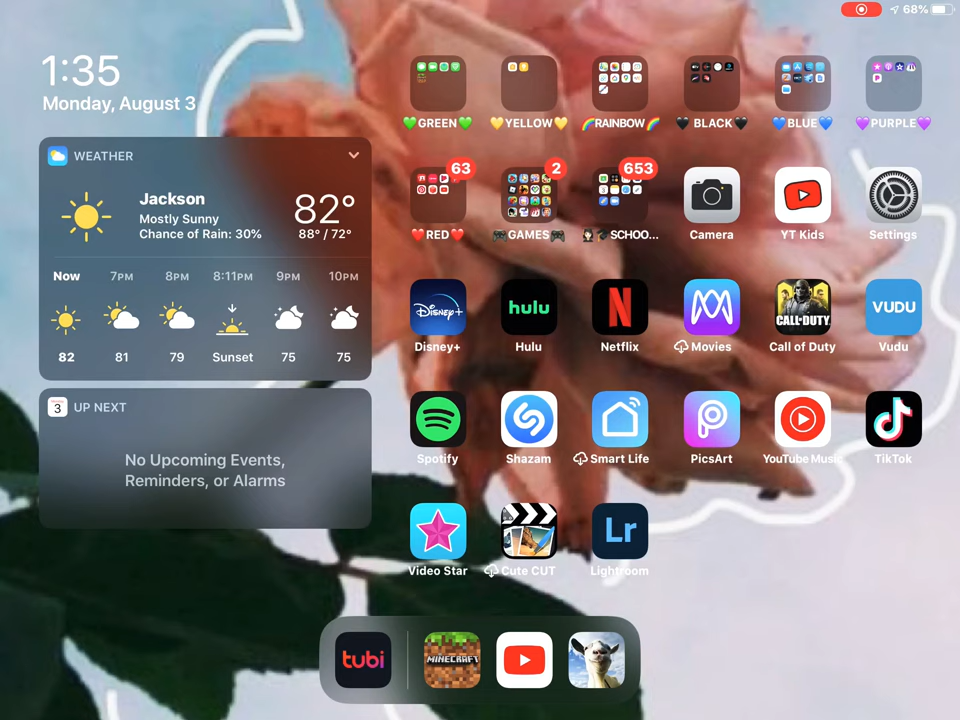 68%
1:35
Monday, August 3
💚GREEN💚
💛YELLOW💛
🌈RAINBOW🌈
🖤 BLACK🖤
💙BLUE💙
💜PURPLE💜
WEATHER
Jackson
Mostly Sunny
Chance of Rain: 30%
82°
88° / 72°
63
2
653
❤️RED❤️
🎮GAMES🎮
SCHOO...
Camera
YT Kids
Settings
Now
7PM
8PM
8:11PM
9PM
10PM
82
81
79
Sunset
75
75
Disney+
hulu
CALL OF DUTY
VUDU
Disney+
Hulu
Netflix
Movies
Call of Duty
Vudu
3
UP NEXT
No Upcoming Events,
Reminders, or Alarms
Spotify
Shazam
Smart Life
PicsArt
YouTube Music
TikTok
Lr
Video Star
Cute CUT
Lightroom
tubi
MINECRAFT